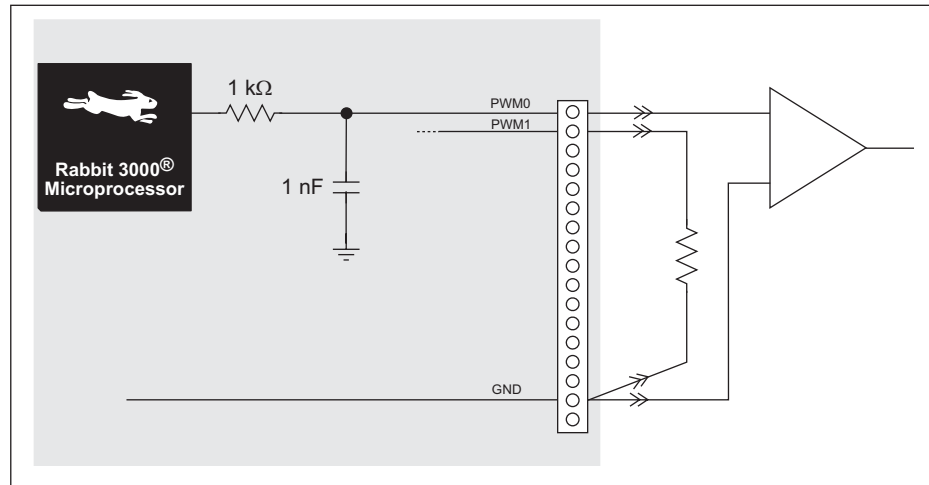 1 kΩ
PWM0
PWM1
Rabbit 3000®
Microprocessor
1 nF
GND